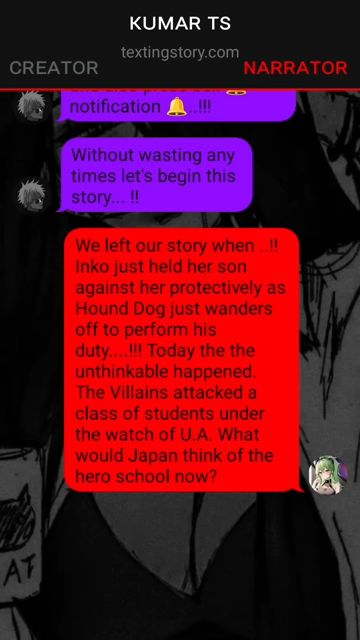 KUMAR TS
textingstory.com
CREATOR
NARRATOR
notification 🔔..!!!
Without wasting any
times let's begin this
story... !!
We left our story when ..!!
Inko just held her son
against her protectively as
Hound Dog just wanders
off to perform his
duty....!!! Today the the
unthinkable happened.
The Villains attacked a
class of students under
the watch of U.A. What
would Japan think of the
hero school now?
AF